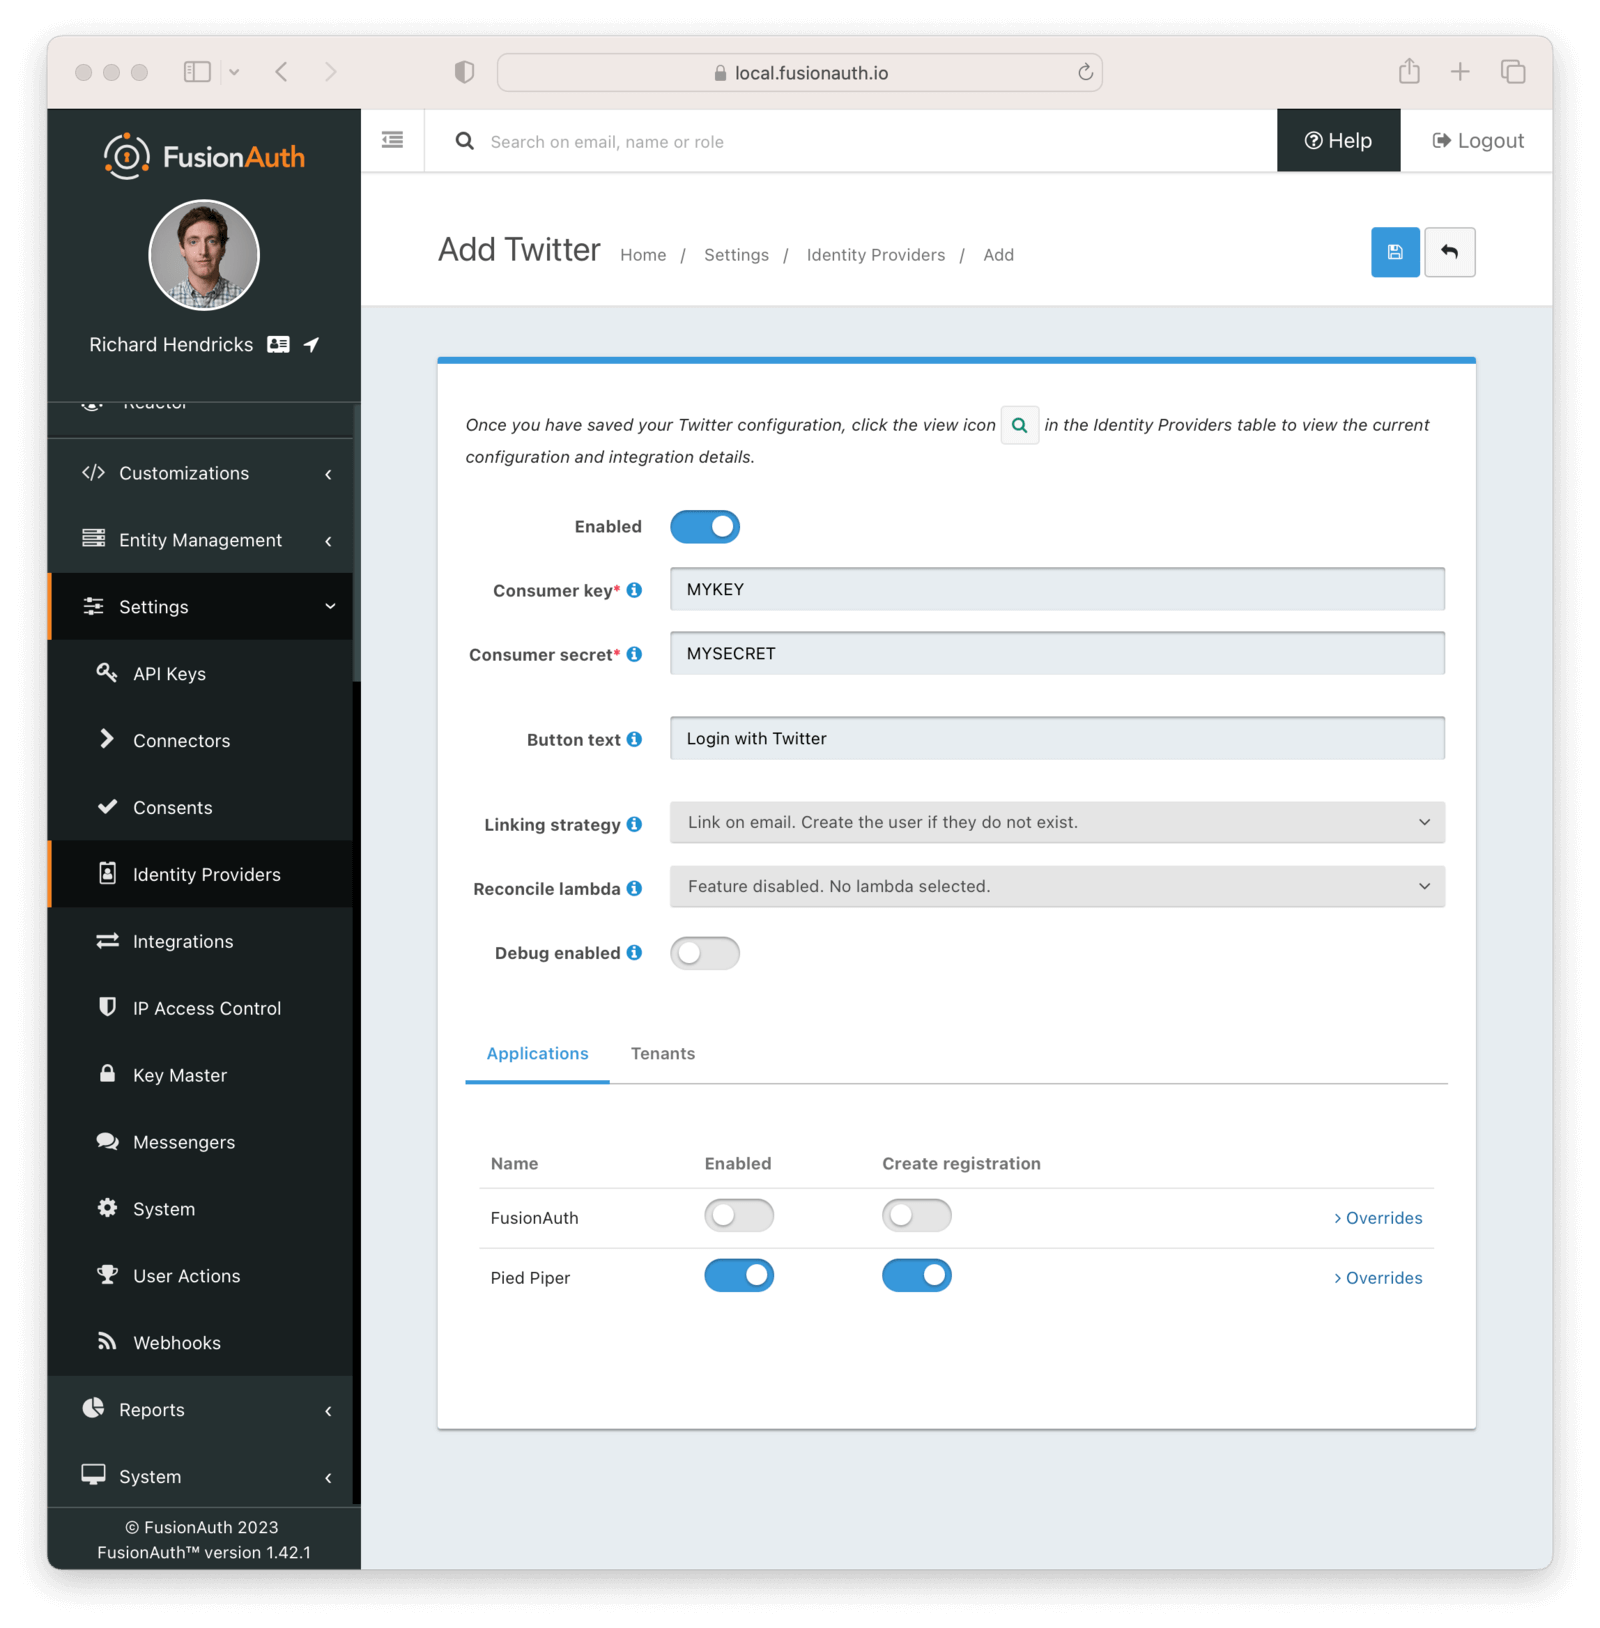 local.fusionauth.io
FusionAuth
Search on email, name or role
Help
Logout
Richard Hendricks
Add Twitter
Home / Settings / Identity Providers / Add
Reactor
Customizations
Entity Management
Settings
API Keys
Connectors
Consents
Identity Providers
Integrations
IP Access Control
Key Master
Messengers
System
User Actions
Webhooks
Reports
System
© FusionAuth 2023
FusionAuth™ version 1.42.1
Once you have saved your Twitter configuration, click the view icon in the Identity Providers table to view the current
configuration and integration details.
Enabled
Consumer key* MYKEY
Consumer secret* MYSECRET
Button text Login with Twitter
Linking strategy Link on email. Create the user if they do not exist.
Reconcile lambda Feature disabled. No lambda selected.
Debug enabled
Applications Tenants
Name Enabled Create registration
FusionAuth Overrides
Pied Piper Overrides